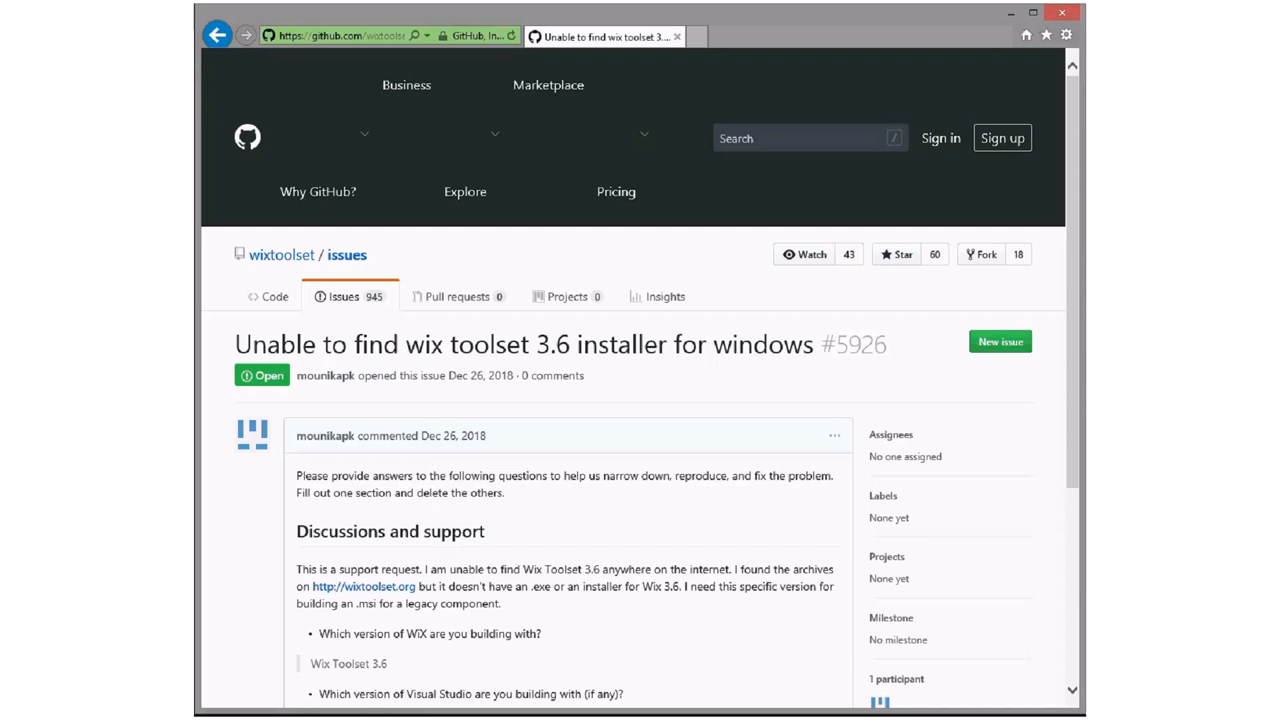 https://github.com/wixtoolset
GitHub, In...
Unable to find wix toolset 3....
Business
Marketplace
Search
/
Sign in
Sign up
Why GitHub?
Explore
Pricing
wixtoolset / issues
Watch 43
Star 60
Fork 18
Code
Issues 945
Pull requests 0
Projects 0
Insights
Unable to find wix toolset 3.6 installer for windows #5926
New issue
Open
mounikapk opened this issue Dec 26, 2018 · 0 comments
mounikapk commented Dec 26, 2018
...
Please provide answers to the following questions to help us narrow down, reproduce, and fix the problem.
Fill out one section and delete the others.
Discussions and support
This is a support request. I am unable to find Wix Toolset 3.6 anywhere on the internet. I found the archives
on http://wixtoolset.org but it doesn't have an .exe or an installer for Wix 3.6. I need this specific version for
building an .msi for a legacy component.
• Which version of WiX are you building with?
Wix Toolset 3.6
• Which version of Visual Studio are you building with (if any)?
Assignees
No one assigned
Labels
None yet
Projects
None yet
Milestone
No milestone
1 participant